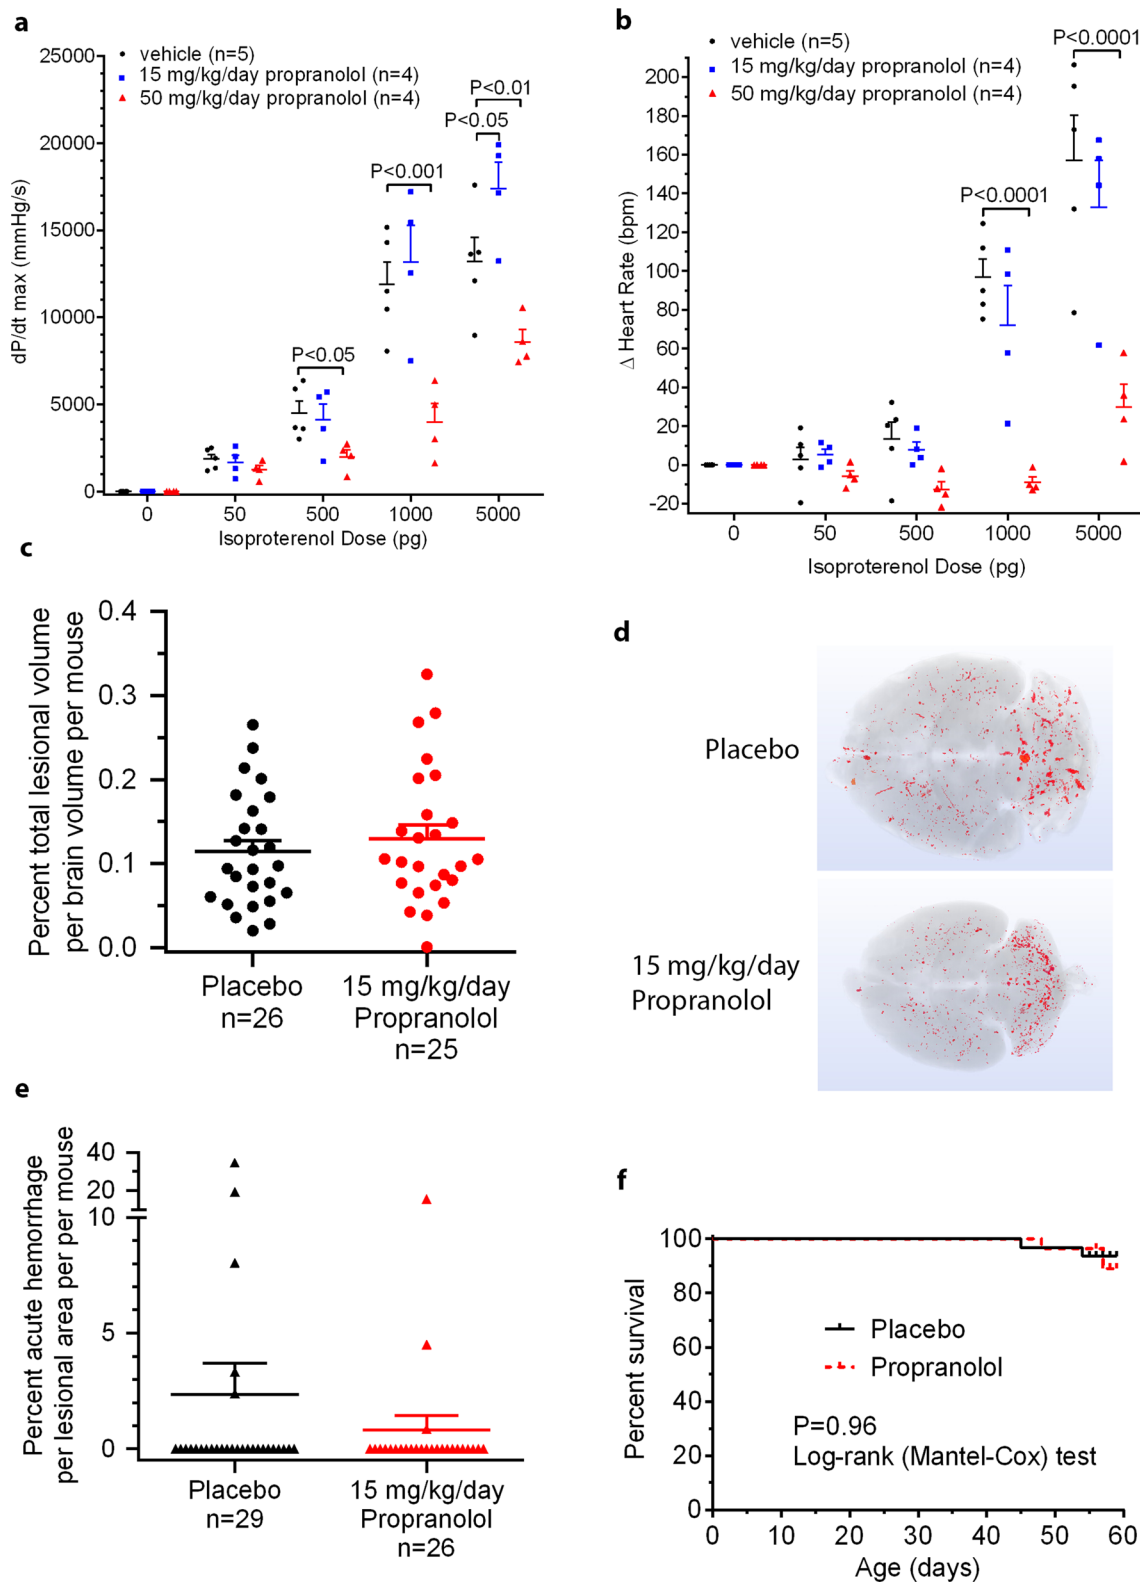 a
vehicle (n=5)
15 mg/kg/day propranolol (n=4)
50 mg/kg/day propranolol (n=4)
25000
20000
15000
10000
5000
0
dP/dt max (mmHg/s)
P<0.05
P<0.001
P<0.05
P<0.01
0 50 500 1000 5000
Isoproterenol Dose (pg)
b
vehicle (n=5)
15 mg/kg/day propranolol (n=4)
50 mg/kg/day propranolol (n=4)
200
180
160
140
120
100
80
60
40
20
0
-20
Δ Heart Rate (bpm)
P<0.0001
P<0.0001
0 50 500 1000 5000
Isoproterenol Dose (pg)
c
Percent total lesional volume
per brain volume per mouse
0.4
0.3
0.2
0.1
0.0
Placebo
n=26
15 mg/kg/day
Propranolol
n=25
d
Placebo
15 mg/kg/day
Propranolol
e
Percent acute hemorrhage
per lesional area per per mouse
40
20
10
5
0
Placebo
n=29
15 mg/kg/day
Propranolol
n=26
f
Percent survival
100
80
60
40
20
0
Placebo
Propranolol
P=0.96
Log-rank (Mantel-Cox) test
0 10 20 30 40 50 60
Age (days)